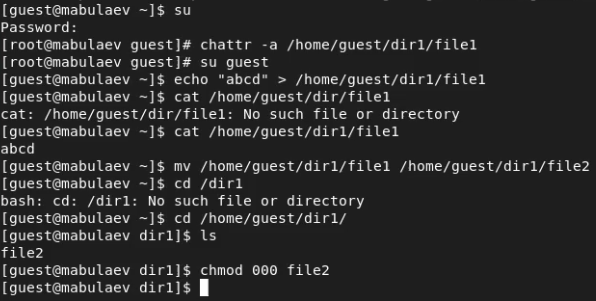 [guest@mabulaev ~]$ su
Password:
[root@mabulaev guest]# chattr -a /home/guest/dir1/file1
[root@mabulaev guest]# su guest
[guest@mabulaev ~]$ echo "abcd" > /home/guest/dir1/file1
[guest@mabulaev ~]$ cat /home/guest/dir/file1
cat: /home/guest/dir/file1: No such file or directory
[guest@mabulaev ~]$ cat /home/guest/dir1/file1
abcd
[guest@mabulaev ~]$ mv /home/guest/dir1/file1 /home/guest/dir1/file2
[guest@mabulaev ~]$ cd /dir1
bash: cd: /dir1: No such file or directory
[guest@mabulaev ~]$ cd /home/guest/dir1/
[guest@mabulaev dir1]$ ls
file2
[guest@mabulaev dir1]$ chmod 000 file2
[guest@mabulaev dir1]$